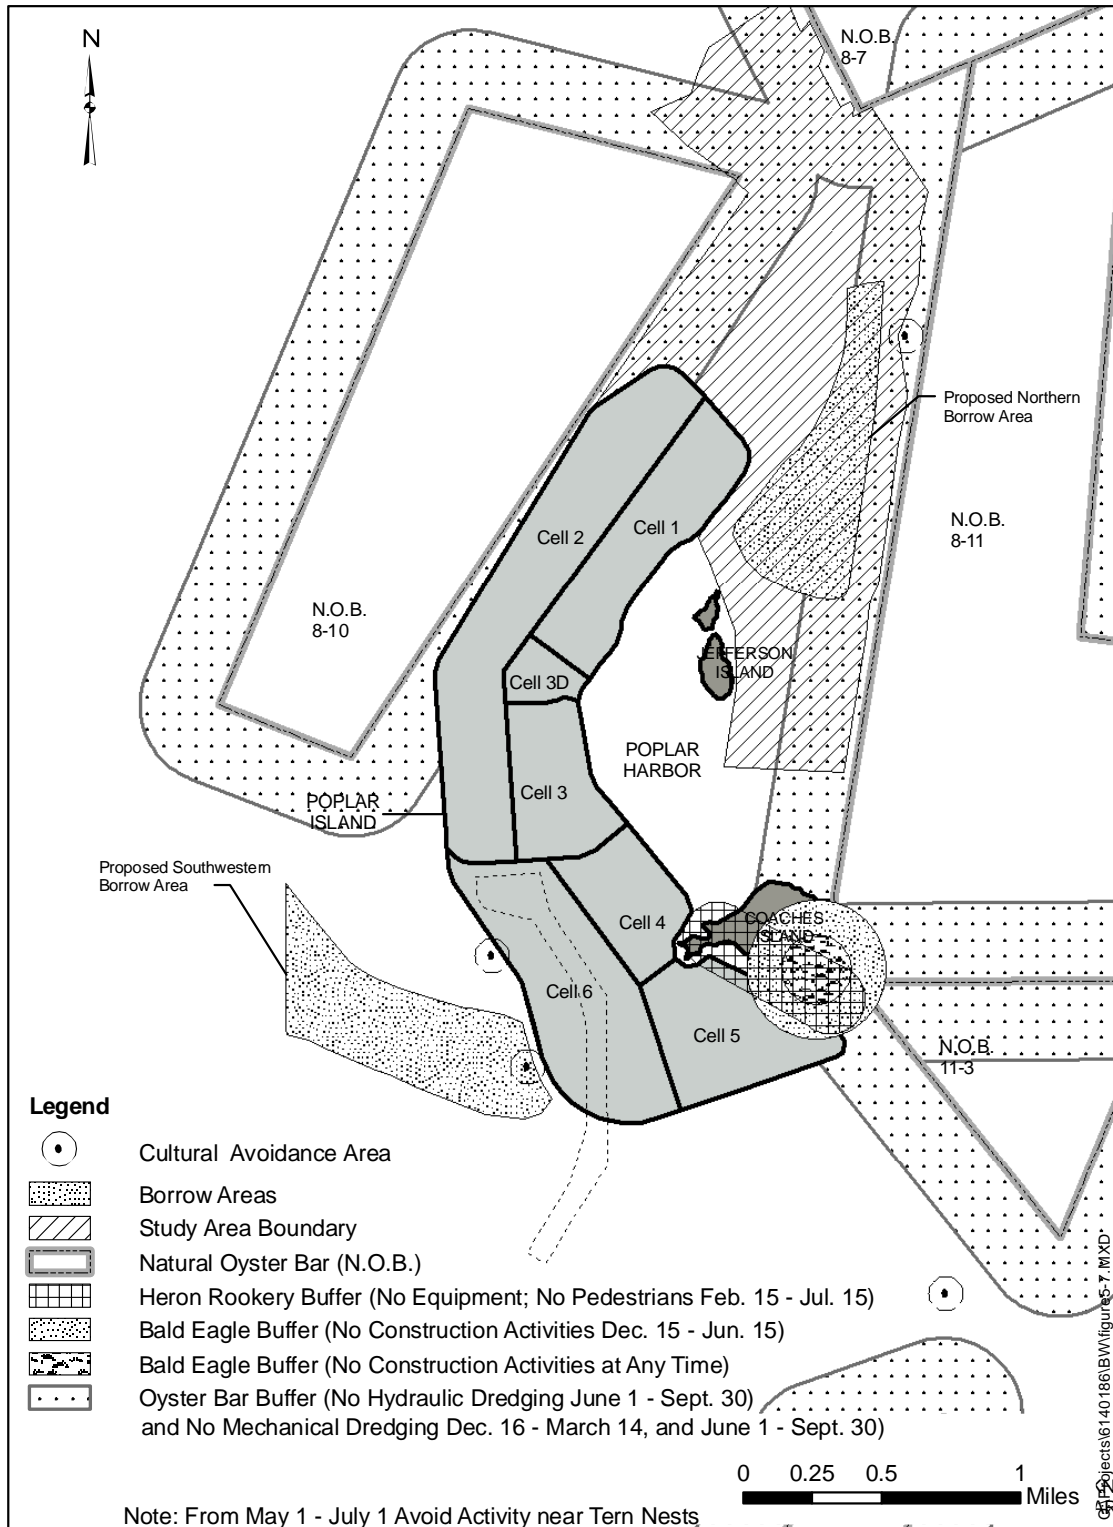 N
N.O.B.
8-7
Proposed Northern
Borrow Area
Cell 2
Cell 1
N.O.B.
8-11
N.O.B.
8-10
JEFFERSON
ISLAND
Cell 3D
POPLAR
HARBOR
Cell 3
POPLAR
ISLAND
Proposed Southwestern
Borrow Area
Cell 4
COACHES
ISLAND
Cell 6
Cell 5
N.O.B.
11-3
Legend
Cultural Avoidance Area
Borrow Areas
Study Area Boundary
Natural Oyster Bar (N.O.B.)
Heron Rookery Buffer (No Equipment; No Pedestrians Feb. 15 - Jul. 15)
Bald Eagle Buffer (No Construction Activities Dec. 15 - Jun. 15)
Bald Eagle Buffer (No Construction Activities at Any Time)
Oyster Bar Buffer (No Hydraulic Dredging June 1 - Sept. 30)
and No Mechanical Dredging Dec. 16 - March 14, and June 1 - Sept. 30)
0 0.25 0.5 1
Miles
Note: From May 1 - July 1 Avoid Activity near Tern Nests